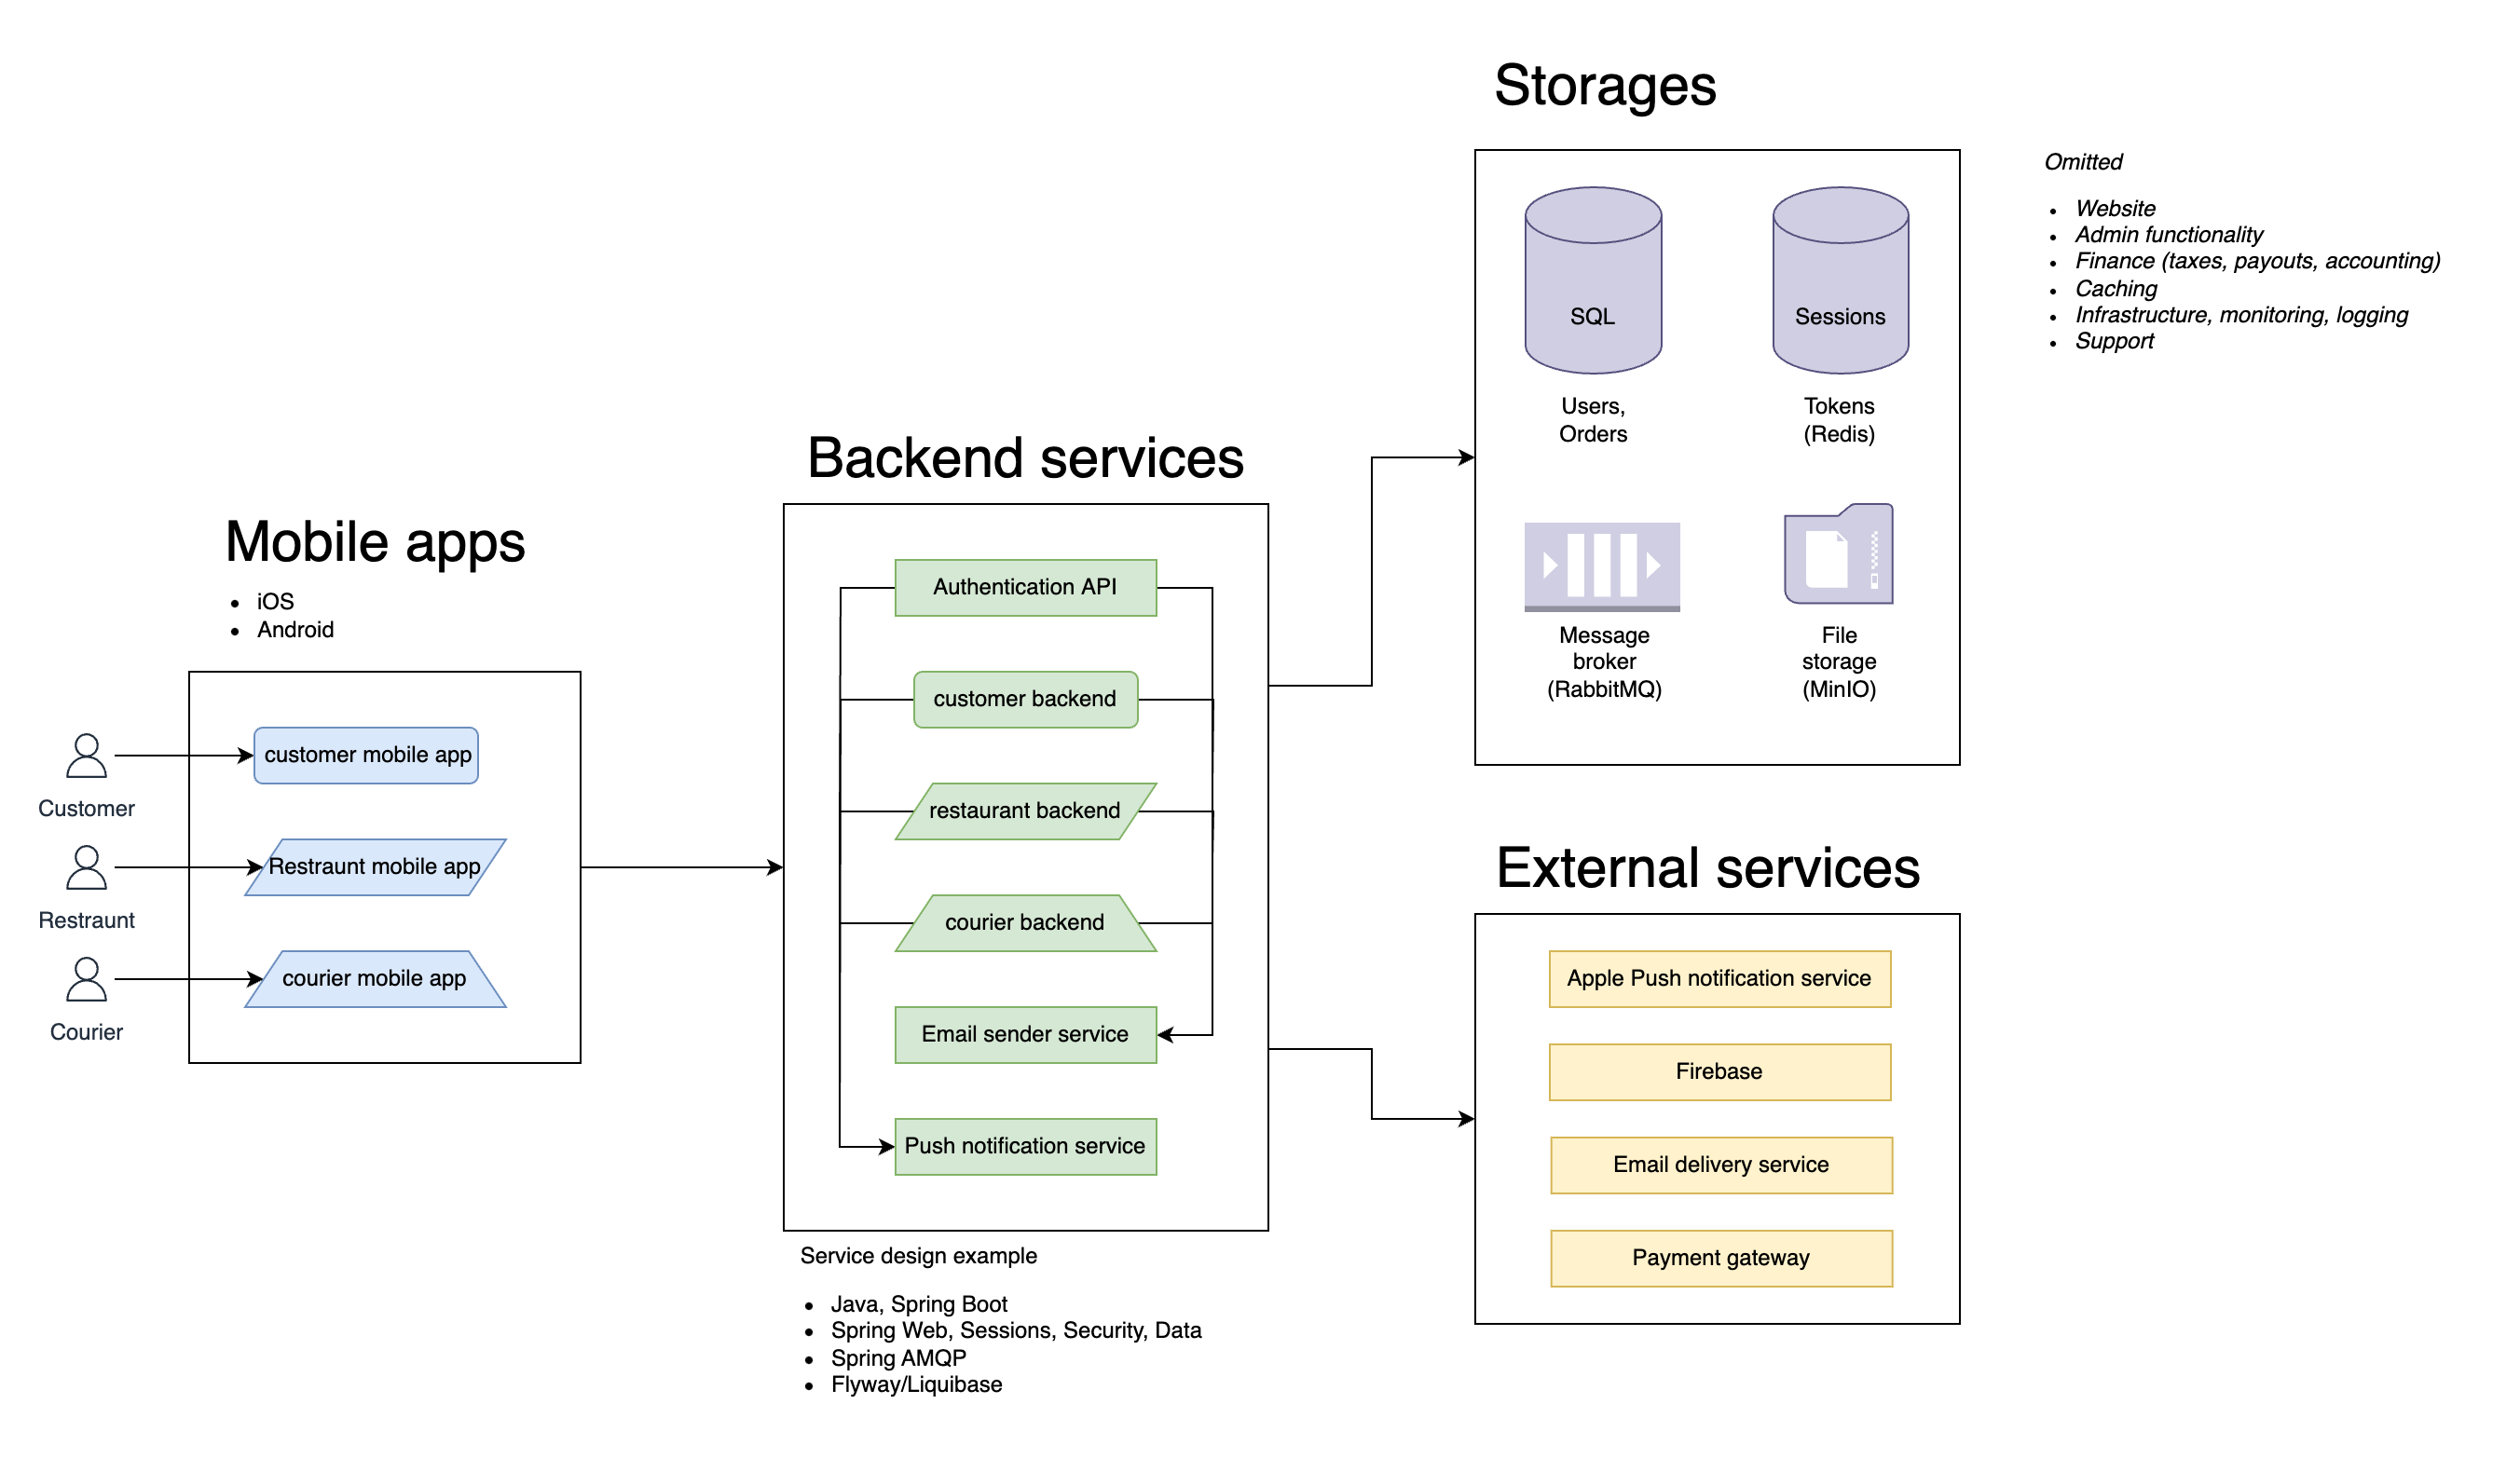 Storages
Omitted
Website
Admin functionality
Finance (taxes, payouts, accounting)
Caching
Infrastructure, monitoring, logging
Support
SQL
Sessions
Users,
Orders
Tokens
(Redis)
Message
broker
(RabbitMQ)
File
storage
(MinIO)
Backend services
Authentication API
customer backend
restaurant backend
courier backend
Email sender service
Push notification service
Service design example
Java, Spring Boot
Spring Web, Sessions, Security, Data
Spring AMQP
Flyway/Liquibase
Mobile apps
iOS
Android
customer mobile app
Restraunt mobile app
courier mobile app
Customer
Restraunt
Courier
External services
Apple Push notification service
Firebase
Email delivery service
Payment gateway